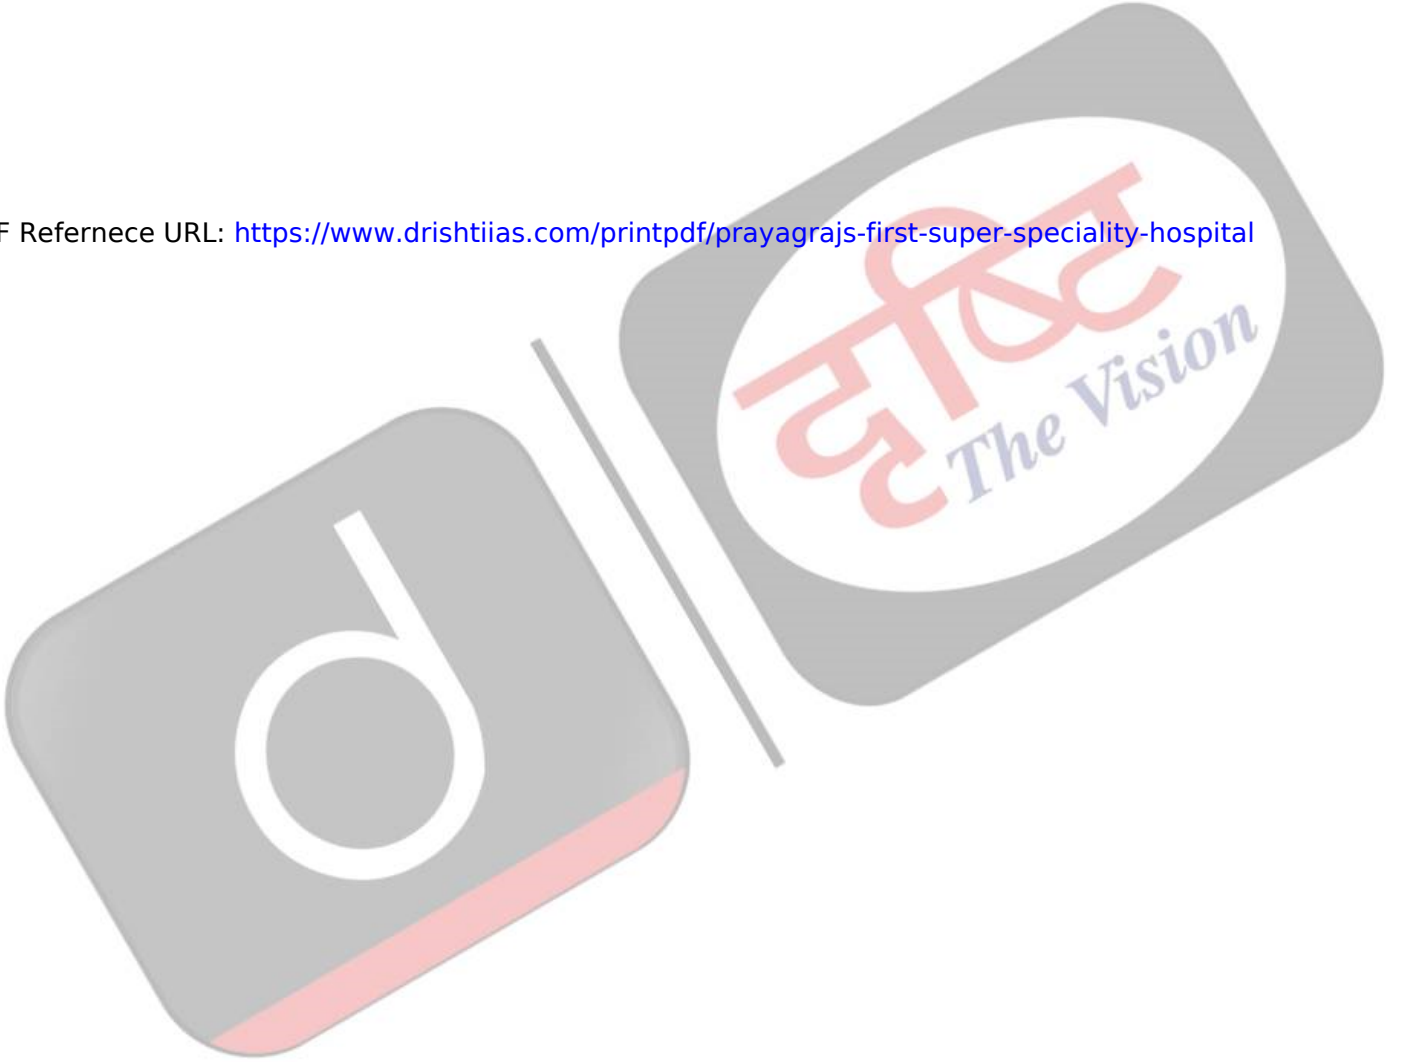 F Refernece URL: https://www.drishtiias.com/printpdf/prayagrajs-first-super-speciality-hospital
दृष्टि
The Vision
d